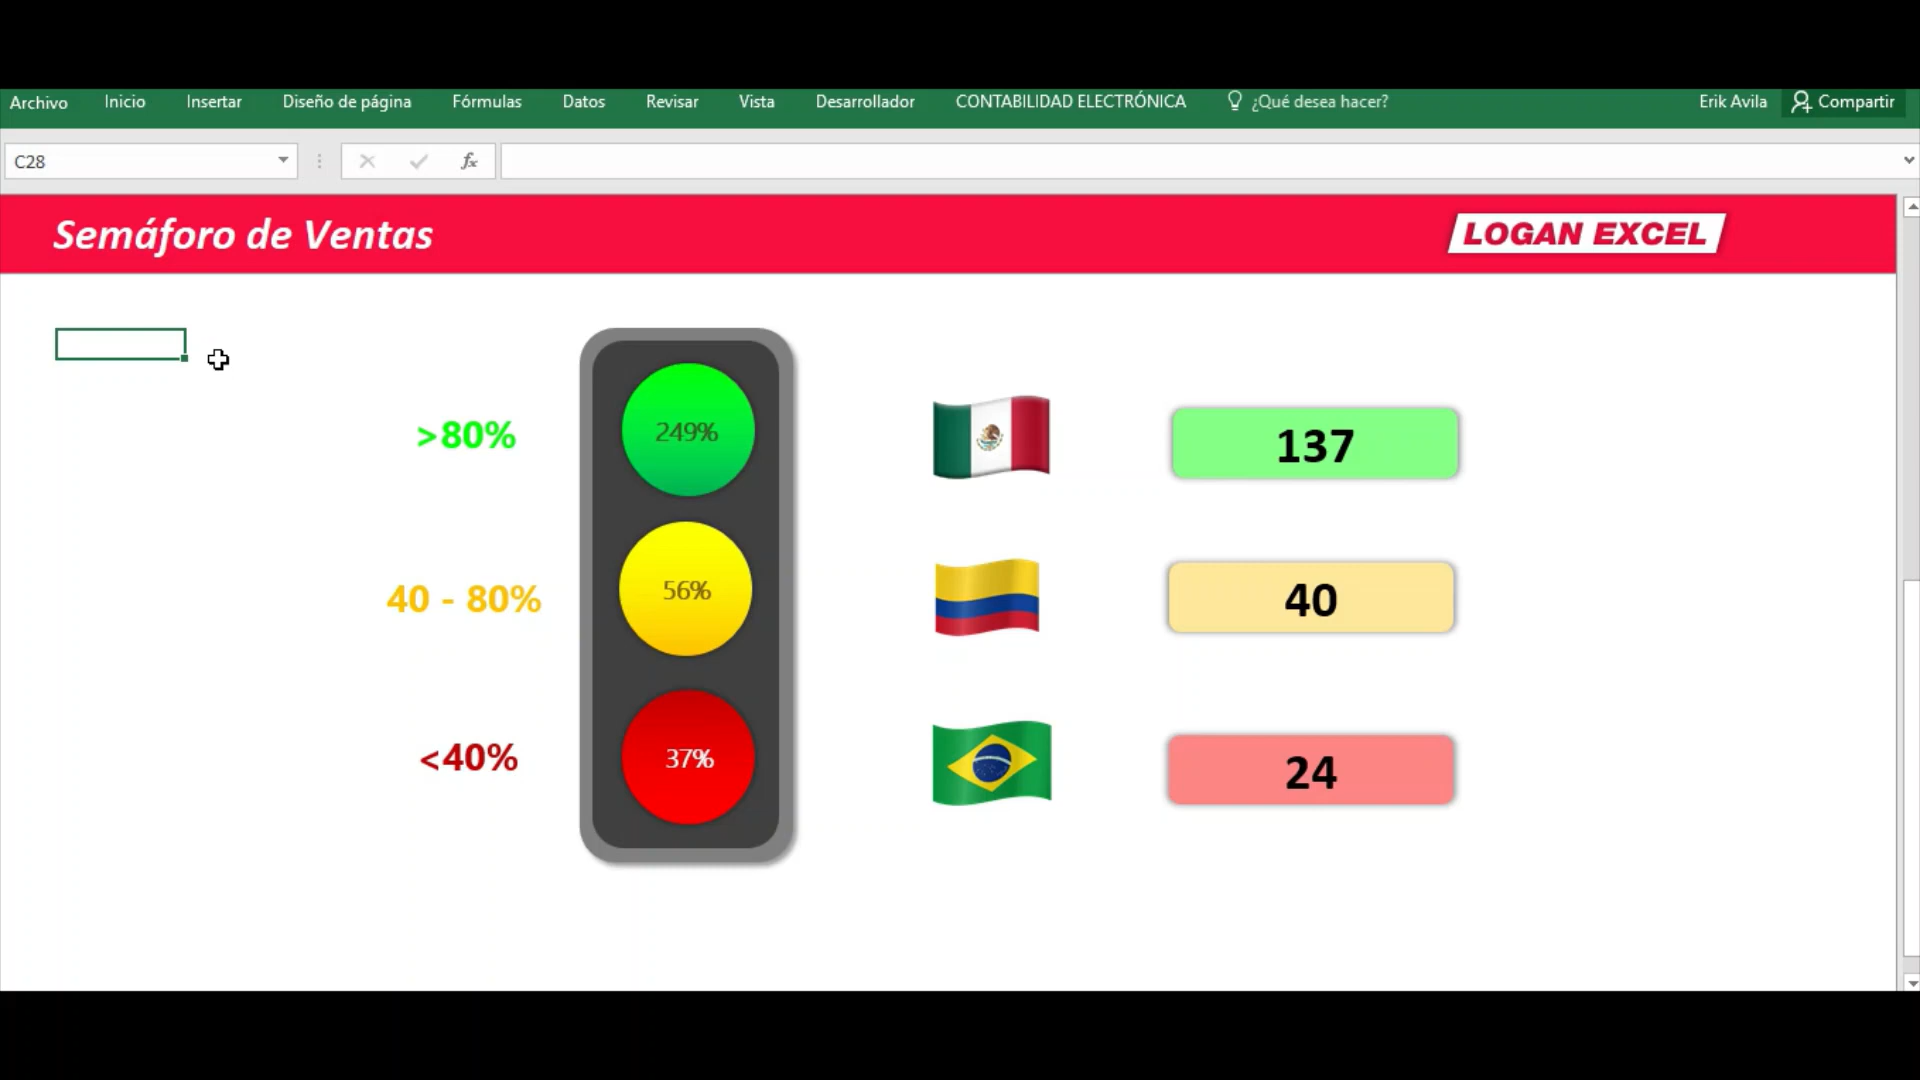 Archivo Inicio Insertar Diseño de página Fórmulas Datos Revisar Vista Desarrollador CONTABILIDAD ELECTRÓNICA ¿Qué desea hacer? Erik Avila Compartir
C28 fx
Semáforo de Ventas LOGAN EXCEL
>80% 249% 137
40 - 80% 56% 40
<40% 37% 24